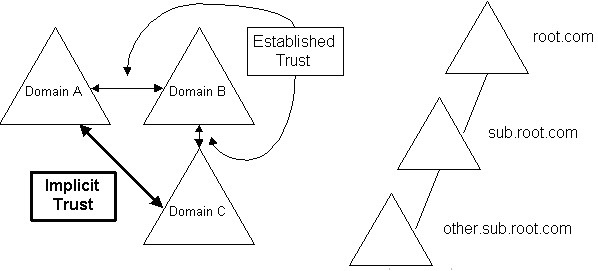 Established
Trust
Domain A
Domain B
Implicit
Trust
Domain C
root.com
sub.root.com
other.sub.root.com